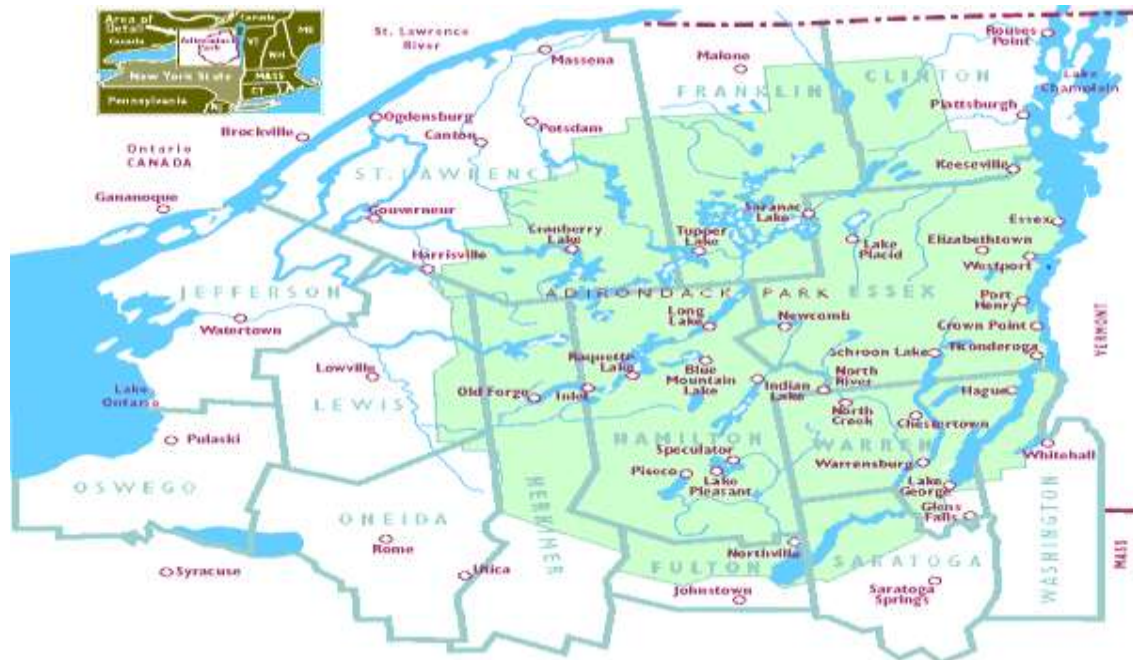 Area of
Detail
Canada
Canada
Adirondack
Park
VT
NH
ME
New York State
MASS
CT
Pennsylvania
St. Lawrence
River
Massena
Malone
Rouses
Point
FRANKLIN
CLINTON
Lake
Champlain
Plattsburgh
Ogdensburg
Brockville
Canton
Potsdam
Ontario
CANADA
ST. LAWRENCE
Keeseville
Gananoque
Gouverneur
Saranac
Lake
Essex
Cranberry
Lake
Tupper
Lake
Lake
Placid
Elizabethtown
Westport
Harrisville
JEFFERSON
ADIRONDACK PARK
ESSEX
Port
Henry
Watertown
Long
Lake
Newcomb
Crown Point
VERMONT
Ticonderoga
Schroon Lake
Lowville
Raquette
Lake
Blue
Mountain
Lake
Indian
Lake
North
River
Hague
Lake
Ontario
LEWIS
Old Forge
Inlet
North
Creek
Chestertown
Pulaski
HAMILTON
WARREN
Whitehall
Speculator
Piseco
Lake
Pleasant
Warrensburg
Lake
George
OSWEGO
ONEIDA
HERKIMER
Glens
Falls
WASHINGTON
MASS
Rome
Northville
Syracuse
Utica
FULTON
SARATOGA
Johnstown
Saratoga
Springs